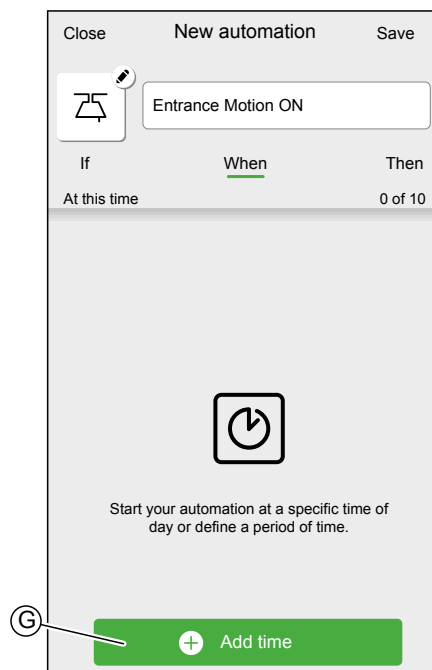 Close New automation Save
Entrance Motion ON
If When Then
At this time 0 of 10
Start your automation at a specific time of
day or define a period of time.
G Add time